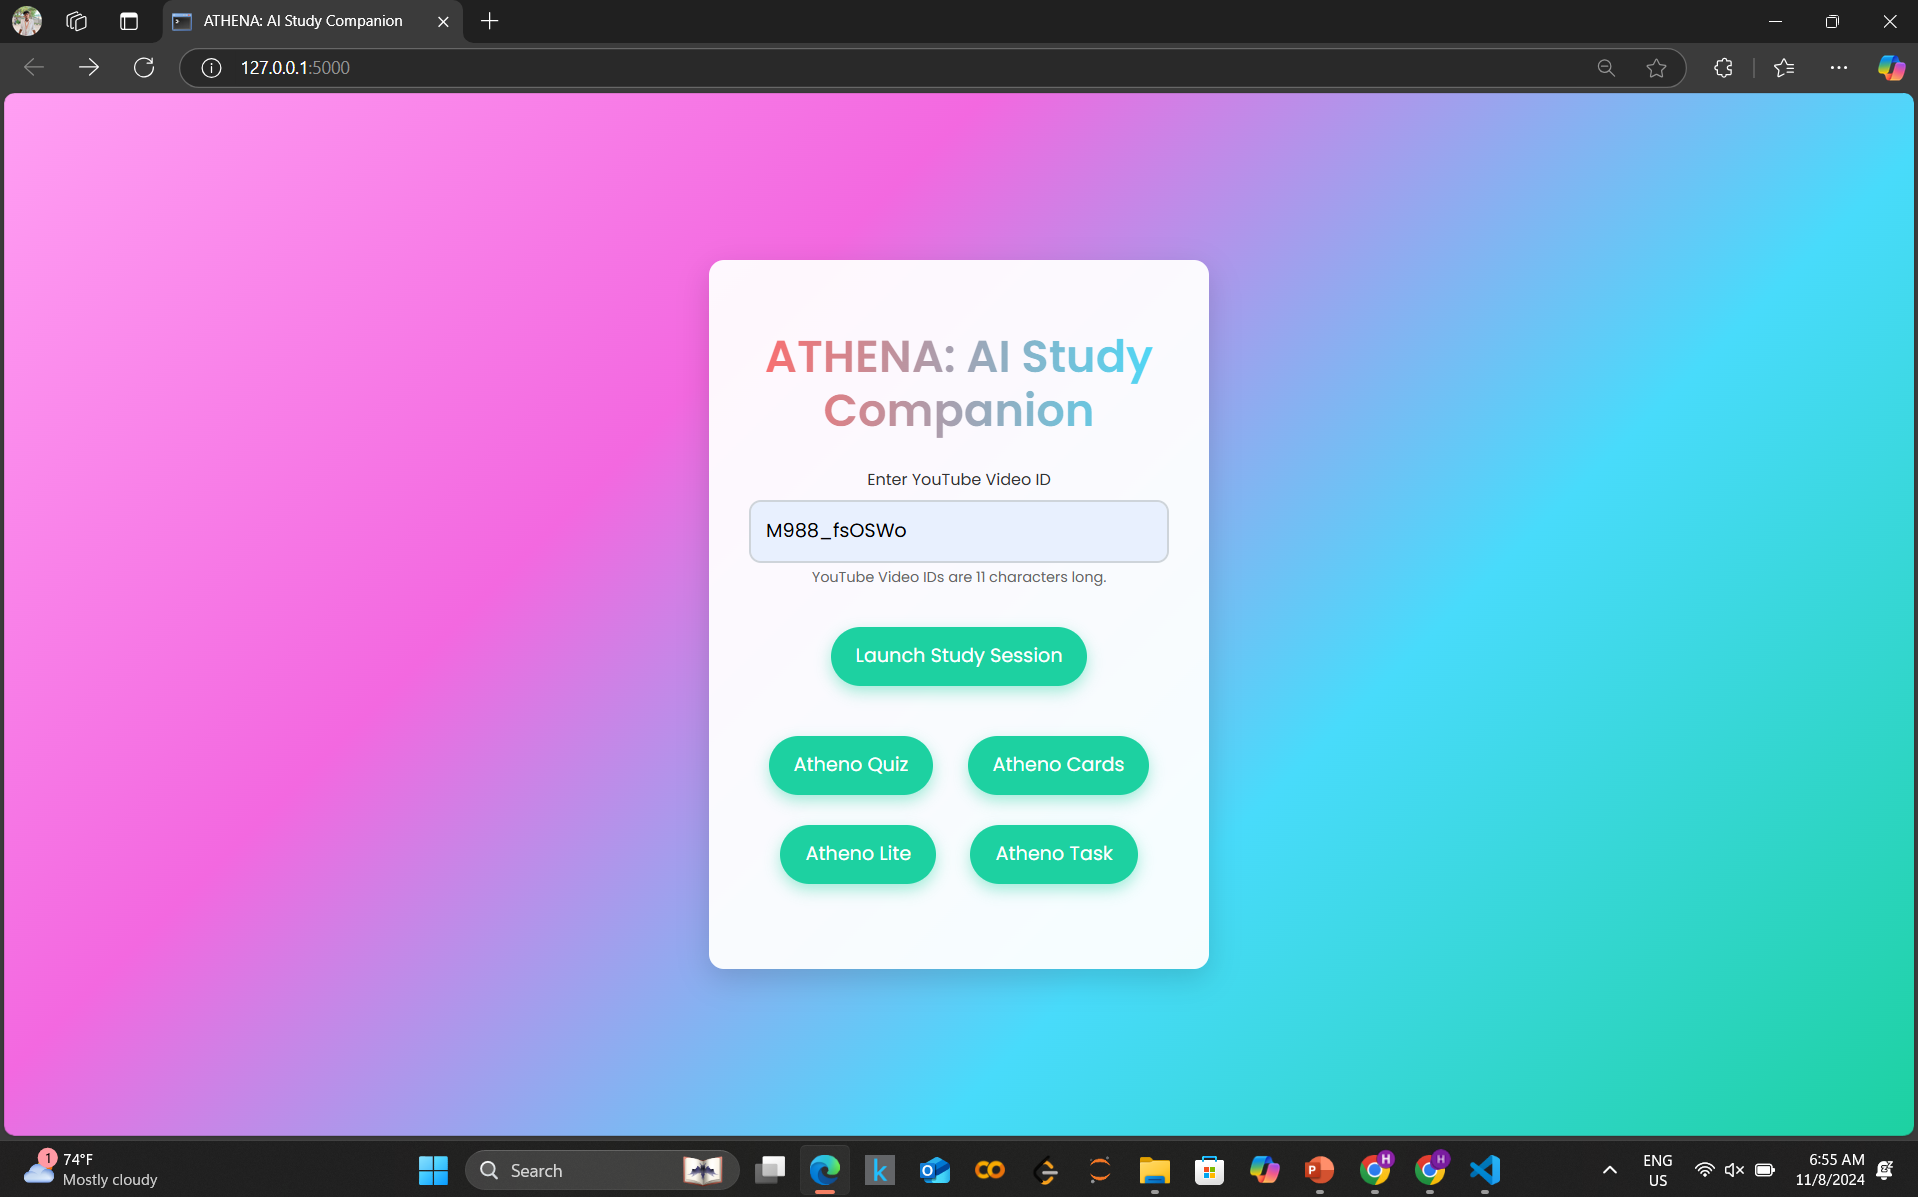 ATHENA: AI Study Companion
127.0.0.1:5000
ATHENA: AI Study
Companion
Enter YouTube Video ID
M988_fsOSWo
YouTube Video IDs are 11 characters long.
Launch Study Session
Atheno Quiz
Atheno Cards
Atheno Lite
Atheno Task
1
74°F
Mostly cloudy
Search
k
O
P
H
H
ENG
US
6:55 AM
11/8/2024